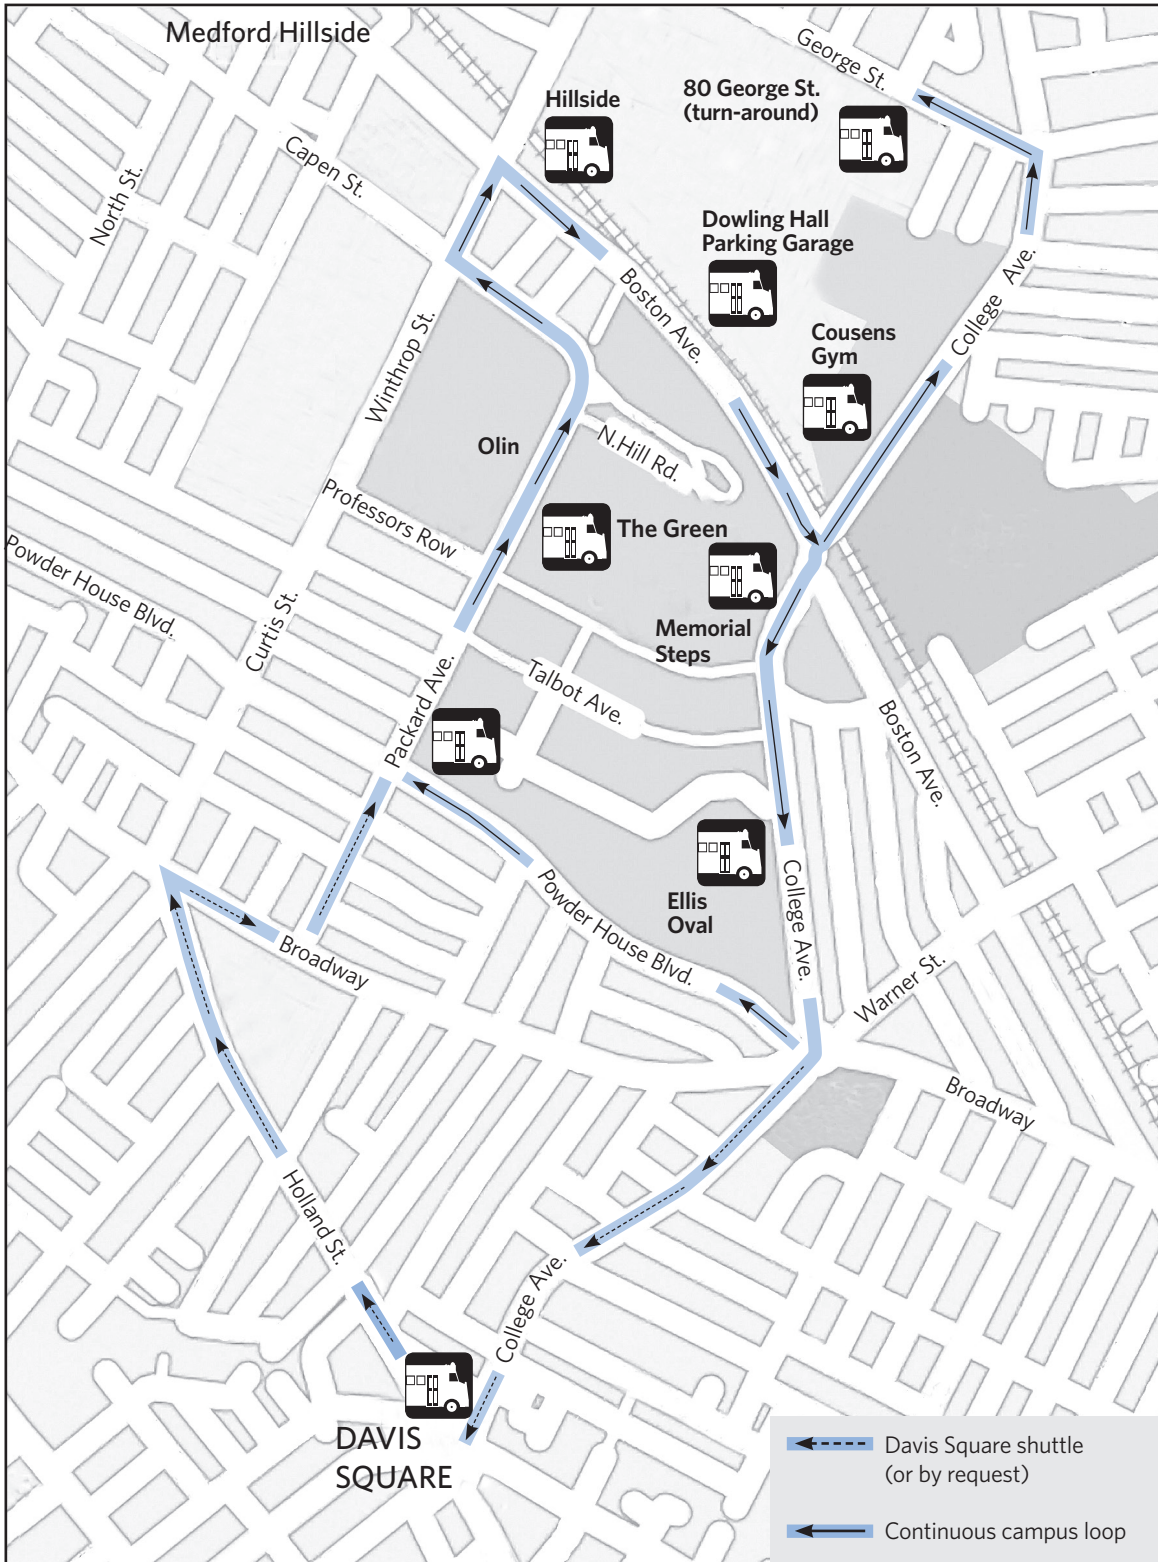 Medford Hillside
George St.
80 George St.
(turn-around)
Hillside
Capen St.
North St.
Dowling Hall
Parking Garage
Boston Ave.
College Ave.
Cousens
Gym
Winthrop St.
Olin
N.Hill Rd.
Professors Row
The Green
Powder House Blvd.
Curtis St.
Memorial
Steps
Packard Ave.
Talbot Ave.
Boston Ave.
Ellis
Oval
College Ave.
Powder House Blvd.
Broadway
Warner St.
Broadway
Holland St.
College Ave.
DAVIS
SQUARE
Davis Square shuttle
(or by request)
Continuous campus loop